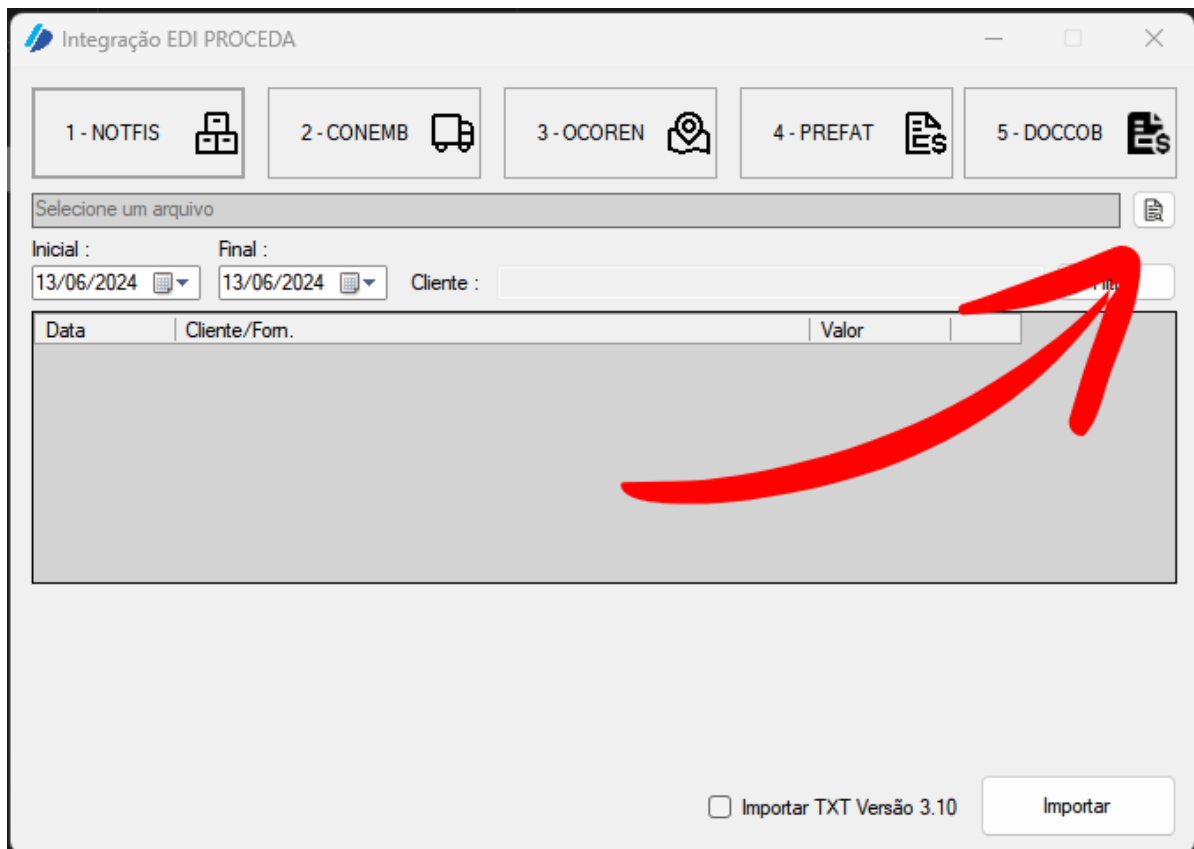 Integração EDI PROCEDA
1 - NOTFIS
2 - CONEMB
3 - OCOREN
4 - PREFAT
5 - DOCCOB
Selecione um arquivo
Inicial :
Final :
13/06/2024
13/06/2024
Cliente :
Data
Cliente/Forn.
Valor
Importar TXT Versão 3.10
Importar